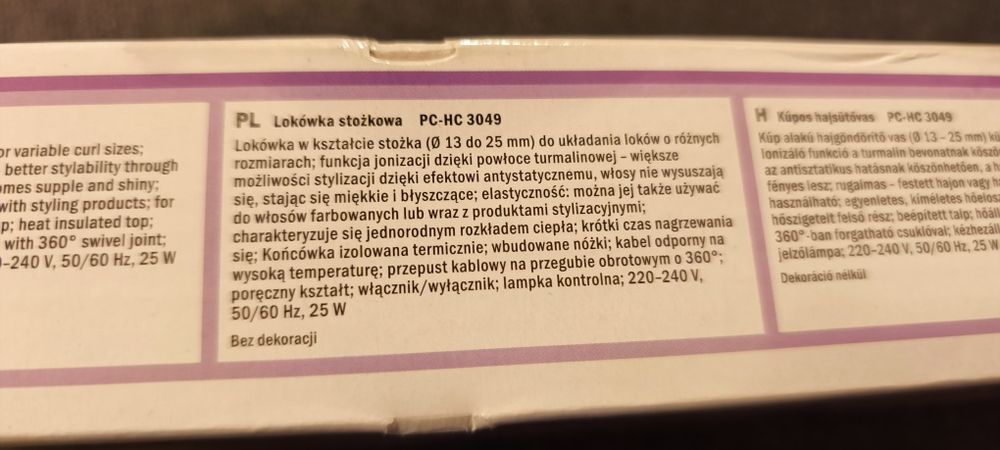 or variable curl sizes;
better stylability through
omes supple and shiny;
with styling products; for
p; heat insulated top;
with 360° swivel joint;
0–240 V, 50/60 Hz, 25 W
PL Lokówka stożkowa PC-HC 3049
Lokówka w kształcie stożka (Ø 13 do 25 mm) do układania loków o różnych
rozmiarach; funkcja jonizacji dzięki powłoce turmalinowej – większe
możliwości stylizacji dzięki efektowi antystatycznemu, włosy nie wysuszają
się, stając się miękkie i błyszczące; elastyczność: można jej także używać
do włosów farbowanych lub wraz z produktami stylizacyjnymi;
charakteryzuje się jednorodnym rozkładem ciepła; krótki czas nagrzewania
się; Końcówka izolowana termicznie; wbudowane nóżki; kabel odporny na
wysoką temperaturę; przepust kablowy na przegubie obrotowym o 360°;
poręczny kształt; włącznik/wyłącznik; lampka kontrolna; 220–240 V,
50/60 Hz, 25 W
Bez dekoracji
H Kúpos hajsütővas PC-HC 3049
Kúp alakú hajgöndörítő vas (Ø 13 – 25 mm)
Ionizáló funkció a turmalin bevonatnak
az antisztatikus hatásnak köszönhetően, a
fényes lesz; rugalmas – festett hajon vagy
használható; egyenletes, kíméletes
hőszigetelt felső rész; beépített talp;
360°-ban forgatható csuklóval;
jelzőlámpa; 220–240 V, 50/60 Hz, 25 W
Dekoráció nélkül